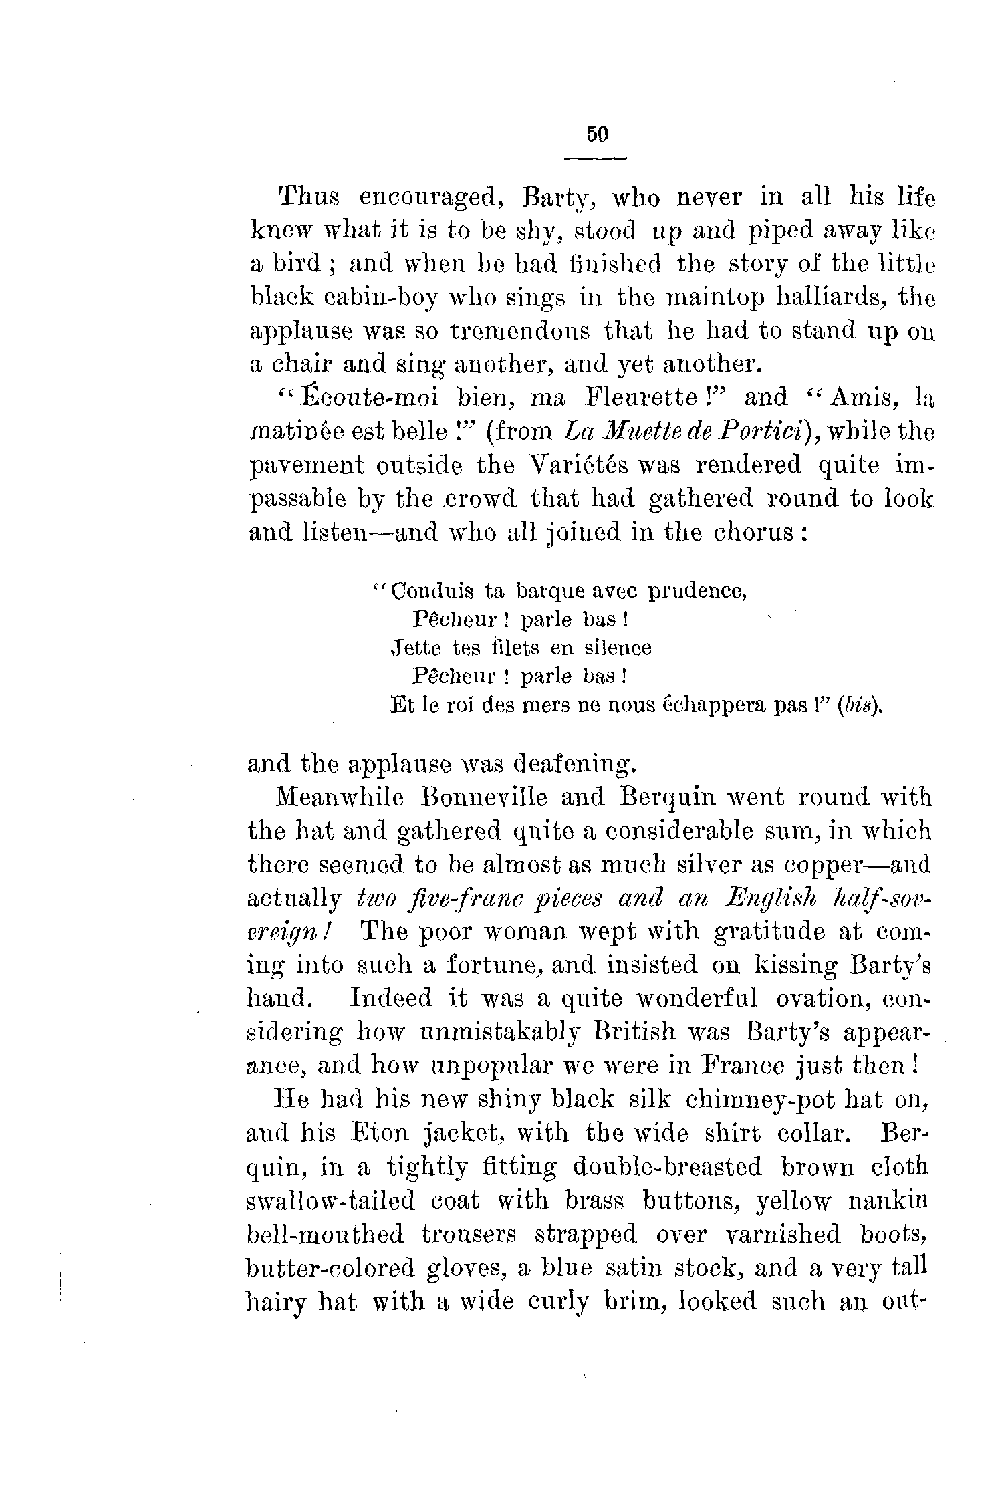 50
Thus encouraged, Barty, who never in all his life
knew what it is to be shy, stood up and piped away like
a bird; and when he had finished the story of the little
black cabin-boy who sings in the maintop halliards, the
applause was so tremendous that he had to stand up on
a chair and sing another, and yet another.
"Écoute-moi bien, ma Fleurette!" and "Amis, la
matinée est belle!" (from La Muette de Portici), while the
pavement outside the Variétés was rendered quite im-
passable by the crowd that had gathered round to look
and listen—and who all joined in the chorus:
"Conduis ta barque avec prudence,
Pêcheur! parle bas!
Jette tes filets en silence
Pêcheur! parle bas!
Et le roi des mers ne nous échappera pas!" (bis).
and the applause was deafening.
Meanwhile Bonneville and Berquin went round with
the hat and gathered quite a considerable sum, in which
there seemed to be almost as much silver as copper—and
actually two five-franc pieces and an English half-sov-
ereign! The poor woman wept with gratitude at com-
ing into such a fortune, and insisted on kissing Barty's
hand. Indeed it was a quite wonderful ovation, con-
sidering how unmistakably British was Barty's appear-
ance, and how unpopular we were in France just then!
He had his new shiny black silk chimney-pot hat on,
and his Eton jacket, with the wide shirt collar. Ber-
quin, in a tightly fitting double-breasted brown cloth
swallow-tailed coat with brass buttons, yellow nankin
bell-mouthed trousers strapped over varnished boots,
butter-colored gloves, a blue satin stock, and a very tall
hairy hat with a wide curly brim, looked such an out-